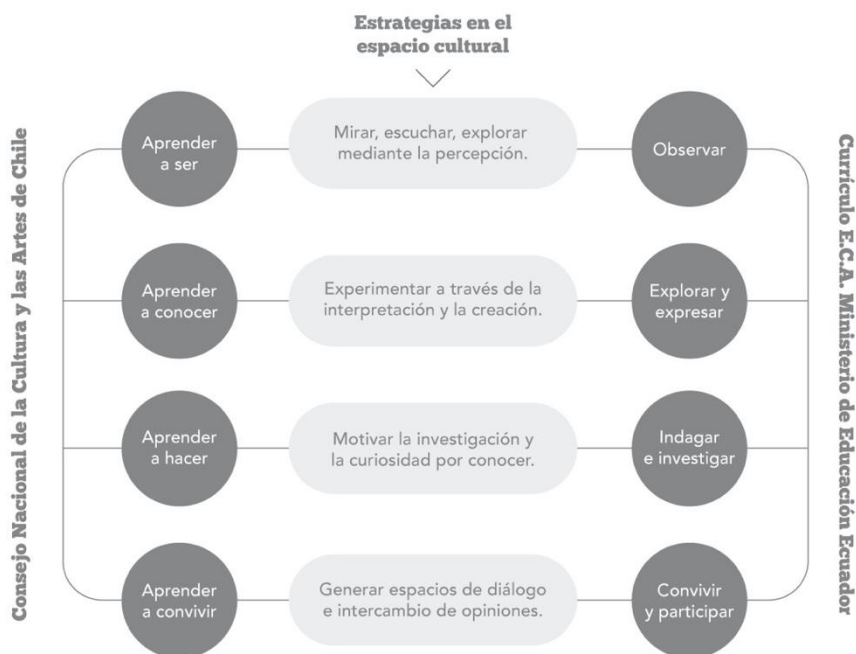 Estrategias en el
espacio cultural
Consejo Nacional de la Cultura y las Artes de Chile
Aprender
a ser
Mirar, escuchar, explorar
mediante la percepción.
Observar
Aprender
a conocer
Experimentar a través de la
interpretación y la creación.
Explorar y
expresar
Aprender
a hacer
Motivar la investigación y
la curiosidad por conocer.
Indagar
e investigar
Aprender
a convivir
Generar espacios de diálogo
e intercambio de opiniones.
Convivir
y participar
Currículo E.C.A. Ministerio de Educación Ecuador